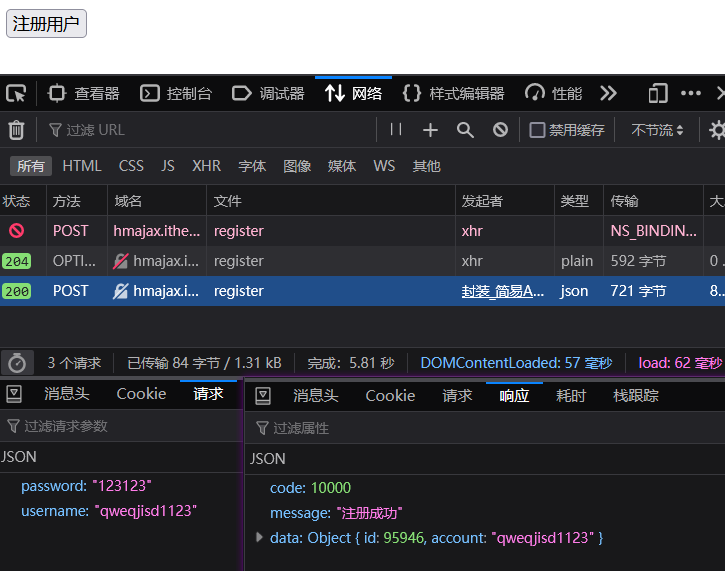 注册用户
查看器 控制台 调试器 网络 样式编辑器 性能
过滤 URL 禁用缓存 不节流
所有 HTML CSS JS XHR 字体 图像 媒体 WS 其他
状态 方法 域名 文件 发起者 类型 传输 大.
POST hmajax.ithe... register xhr NS_BINDIN...
204 OPTI... hmajax.i... register xhr plain 592 字节 0 .
200 POST hmajax.i... register 封装_简易A... json 721 字节 8..
3 个请求 已传输 84 字节 / 1.31 kB 完成：5.81 秒 DOMContentLoaded: 57 毫秒 load: 62 毫秒
消息头 Cookie 请求
过滤请求参数
JSON
password: "123123"
username: "qweqjisd1123"
消息头 Cookie 请求 响应 耗时 栈跟踪
过滤属性
JSON
code: 10000
message: "注册成功"
data: Object { id: 95946, account: "qweqjisd1123" }